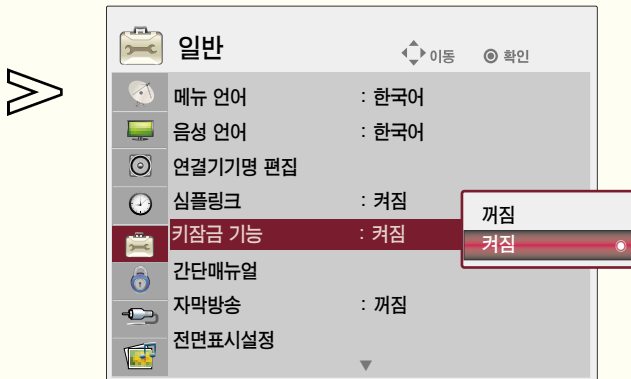 일반
이동
확인
메뉴 언어 : 한국어
음성 언어 : 한국어
연결기기명 편집
심플링크 : 켜짐
키잠금 기능 : 켜짐
꺼짐
켜짐
간단매뉴얼
자막방송 : 꺼짐
전면표시설정